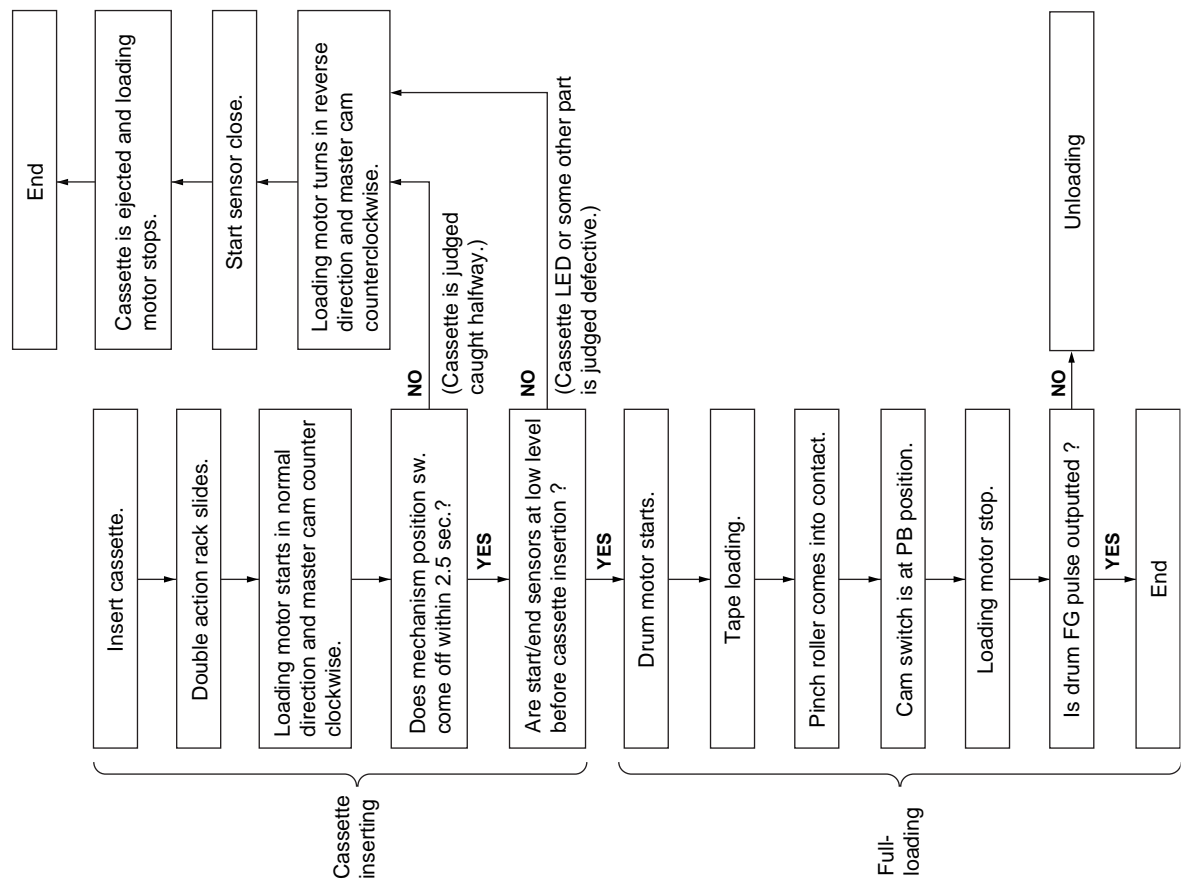 Cassette
inserting
Insert cassette.
Double action rack slides.
Loading motor starts in normal
direction and master cam counter
clockwise.
Does mechanism position sw.
come off within 2.5 sec.?
YES
NO
(Cassette is judged
caught halfway.)
Are start/end sensors at low level
before cassette insertion ?
YES
NO
(Cassette LED or some other part
is judged defective.)
Loading motor turns in reverse
direction and master cam
counterclockwise.
Start sensor close.
Cassette is ejected and loading
motor stops.
End
Full-
loading
Drum motor starts.
Tape loading.
Pinch roller comes into contact.
Cam switch is at PB position.
Loading motor stop.
Is drum FG pulse outputted ?
NO
Unloading
YES
End